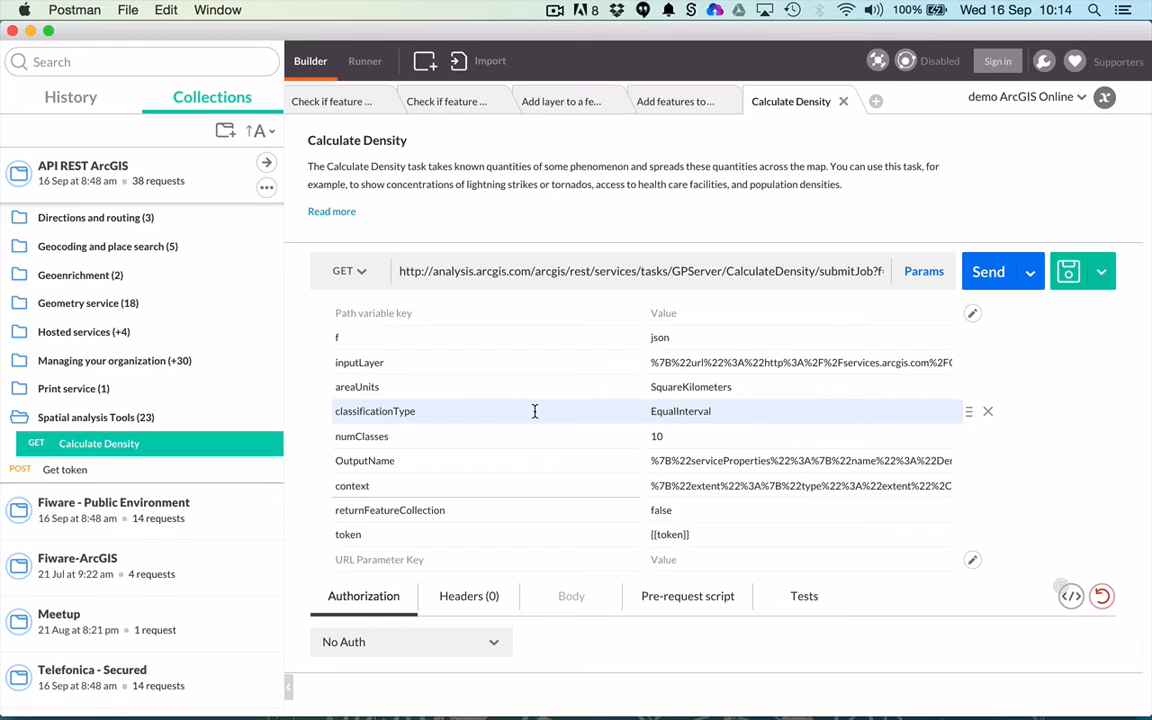 Postman File Edit Window 8 100% Wed 16 Sep 10:14
Search
Builder Runner Import Disabled Sign in Supporters
History Collections
Check if feature ... Check if feature ... Add layer to a fe... Add features to... Calculate Density demo ArcGIS Online
A
API REST ArcGIS
16 Sep at 8:48 am • 38 requests
Directions and routing (3)
Geocoding and place search (5)
Geoenrichment (2)
Geometry service (18)
Hosted services (+4)
Managing your organization (+30)
Print service (1)
Spatial analysis Tools (23)
GET Calculate Density
POST Get token
Fiware - Public Environment
16 Sep at 8:48 am • 14 requests
Fiware-ArcGIS
21 Jul at 9:22 am • 4 requests
Meetup
21 Aug at 8:21 pm • 1 request
Telefonica - Secured
16 Sep at 8:48 am • 14 requests
Calculate Density
The Calculate Density task takes known quantities of some phenomenon and spreads these quantities across the map. You can use this task, for
example, to show concentrations of lightning strikes or tornados, access to health care facilities, and population densities.
Read more
GET http://analysis.arcgis.com/arcgis/rest/services/tasks/GPServer/CalculateDensity/submitJob?f= Params Send
Path variable key Value
f json
inputLayer %7B%22url%22%3A%22http%3A%2F%2Fservices.arcgis.com%2F
areaUnits SquareKilometers
classificationType EqualInterval
numClasses 10
OutputName %7B%22serviceProperties%22%3A%7B%22name%22%3A%22De
context %7B%22extent%22%3A%7B%22type%22%3A%22extent%22%2C
returnFeatureCollection false
token {{token}}
URL Parameter Key Value
Authorization Headers (0) Body Pre-request script Tests
No Auth